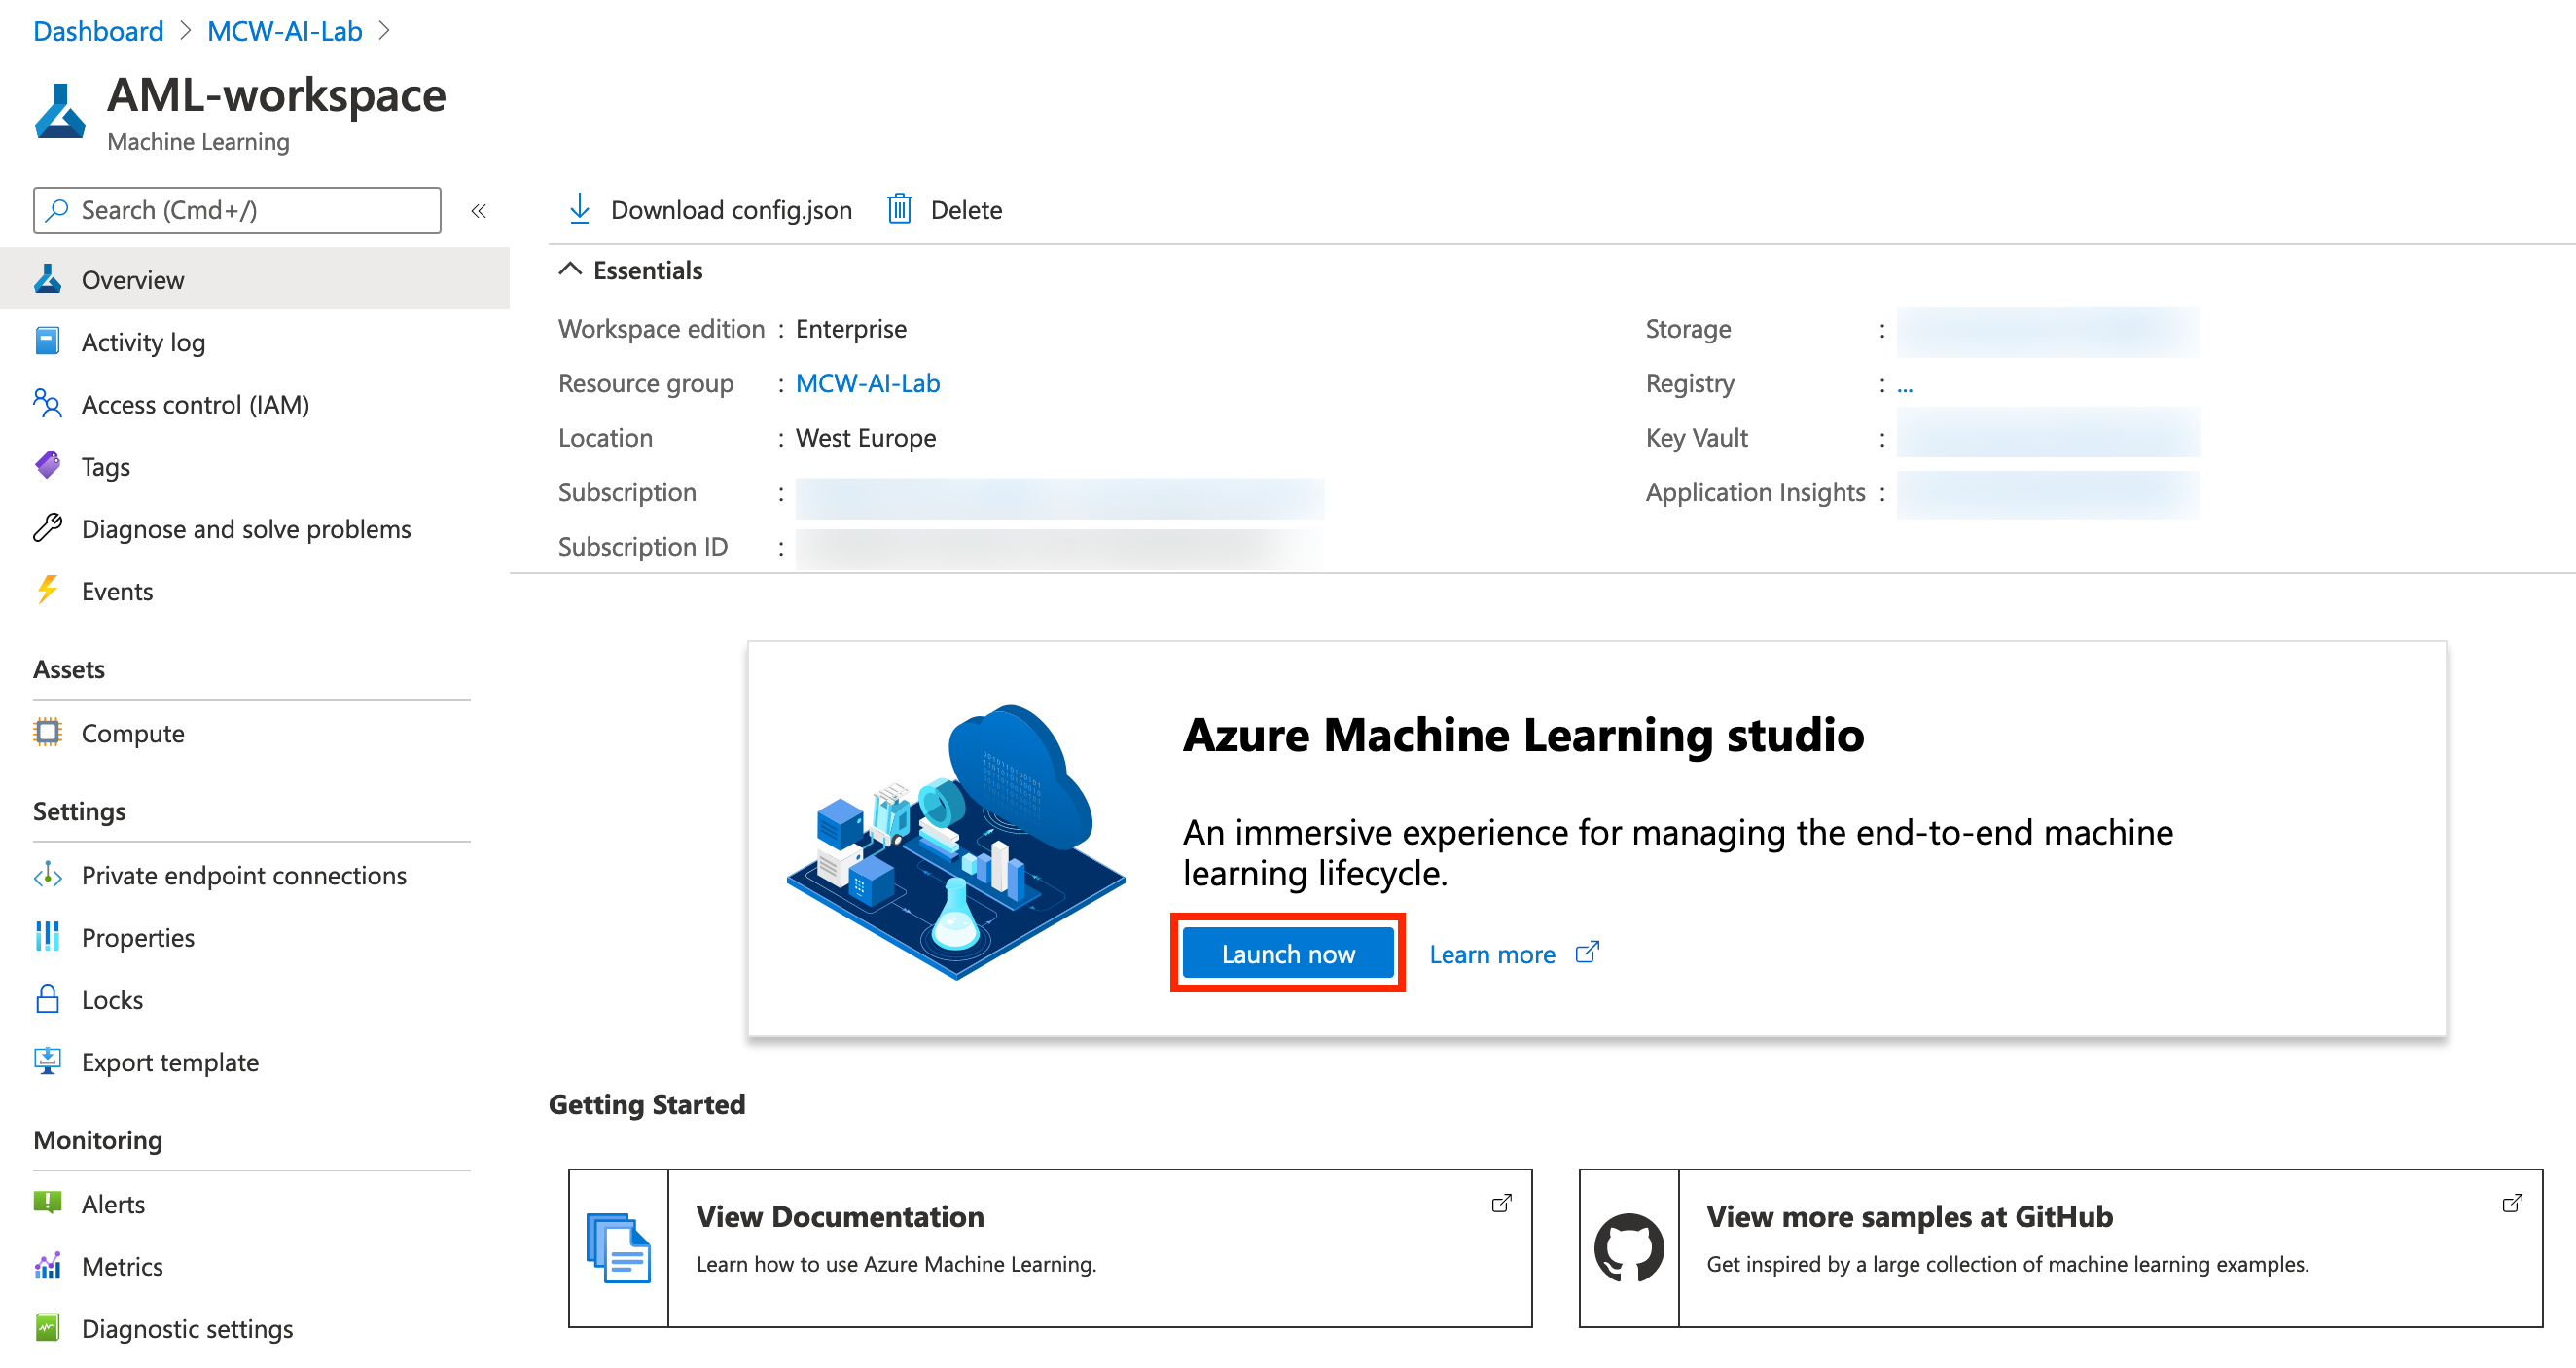 Dashboard > MCW-AI-Lab >
AML-workspace
Machine Learning
Search (Cmd+/)
«
Download config.json
Delete
Overview
Activity log
Access control (IAM)
Tags
Diagnose and solve problems
Events
Assets
Compute
Settings
Private endpoint connections
Properties
Locks
Export template
Monitoring
Alerts
Metrics
Diagnostic settings
Essentials
Workspace edition : Enterprise
Resource group : MCW-AI-Lab
Location : West Europe
Subscription :
Subscription ID :
Storage :
Registry : ...
Key Vault :
Application Insights :
Azure Machine Learning studio
An immersive experience for managing the end-to-end machine
learning lifecycle.
Launch now
Learn more
Getting Started
View Documentation
Learn how to use Azure Machine Learning.
View more samples at GitHub
Get inspired by a large collection of machine learning examples.